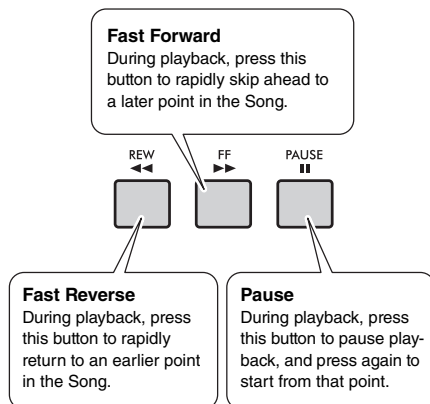 Fast Forward
During playback, press this
button to rapidly skip ahead to
a later point in the Song.
REW
FF
PAUSE
Fast Reverse
During playback, press
this button to rapidly
return to an earlier point
in the Song.
Pause
During playback, press
this button to pause play-
back, and press again to
start from that point.